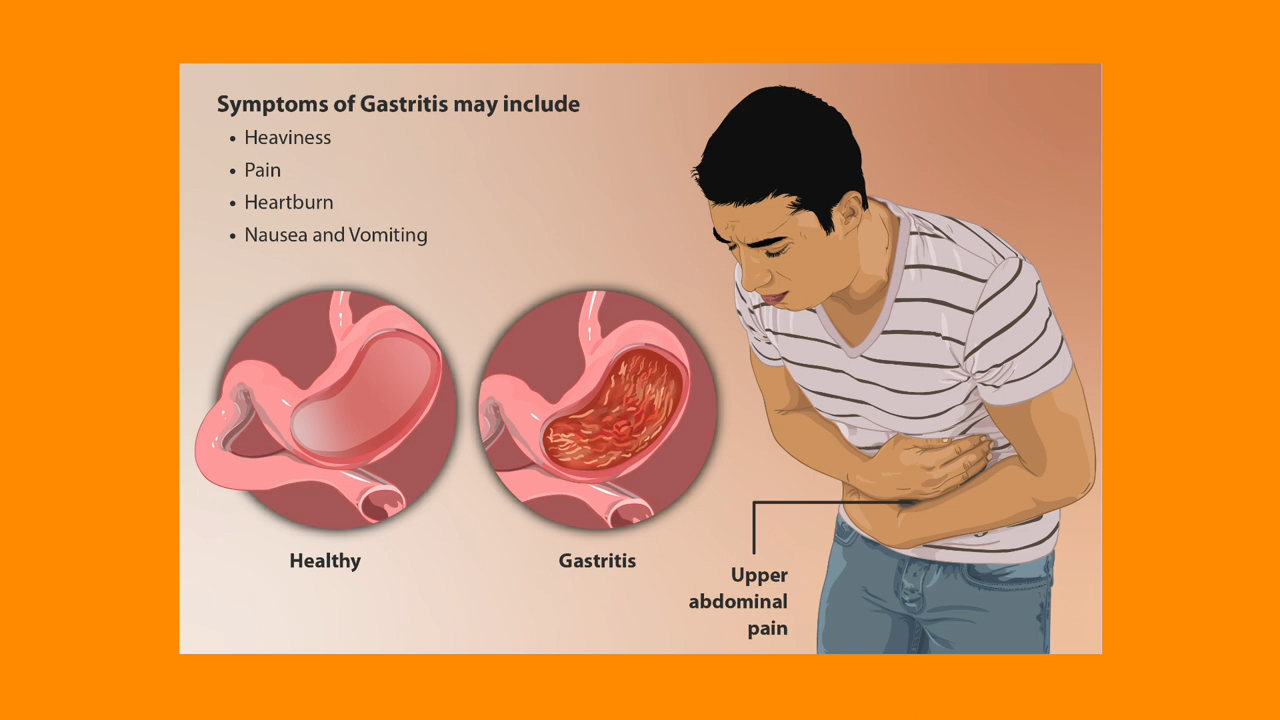 Symptoms of Gastritis may include
• Heaviness
• Pain
• Heartburn
• Nausea and Vomiting
Healthy
Gastritis
Upper
abdominal
pain